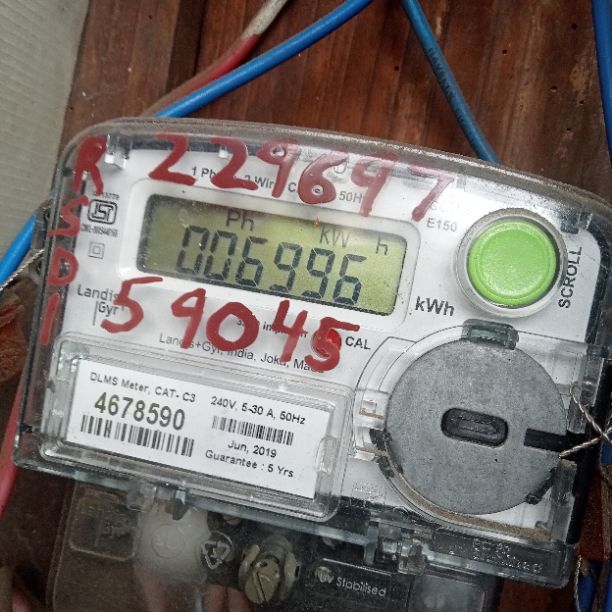 R 229697
S
D
I
1 Ph
50Hz
E150
Ph kW h
006996
kWh
SCROLL
Landis
Gyr
59045
CAL
Landis+Gyr, India, Joka,
DLMS Meter, CAT- C3
4678590
240V, 5-30 A, 50Hz
Jun, 2019
Guarantee : 5 Yrs.
Stabilised